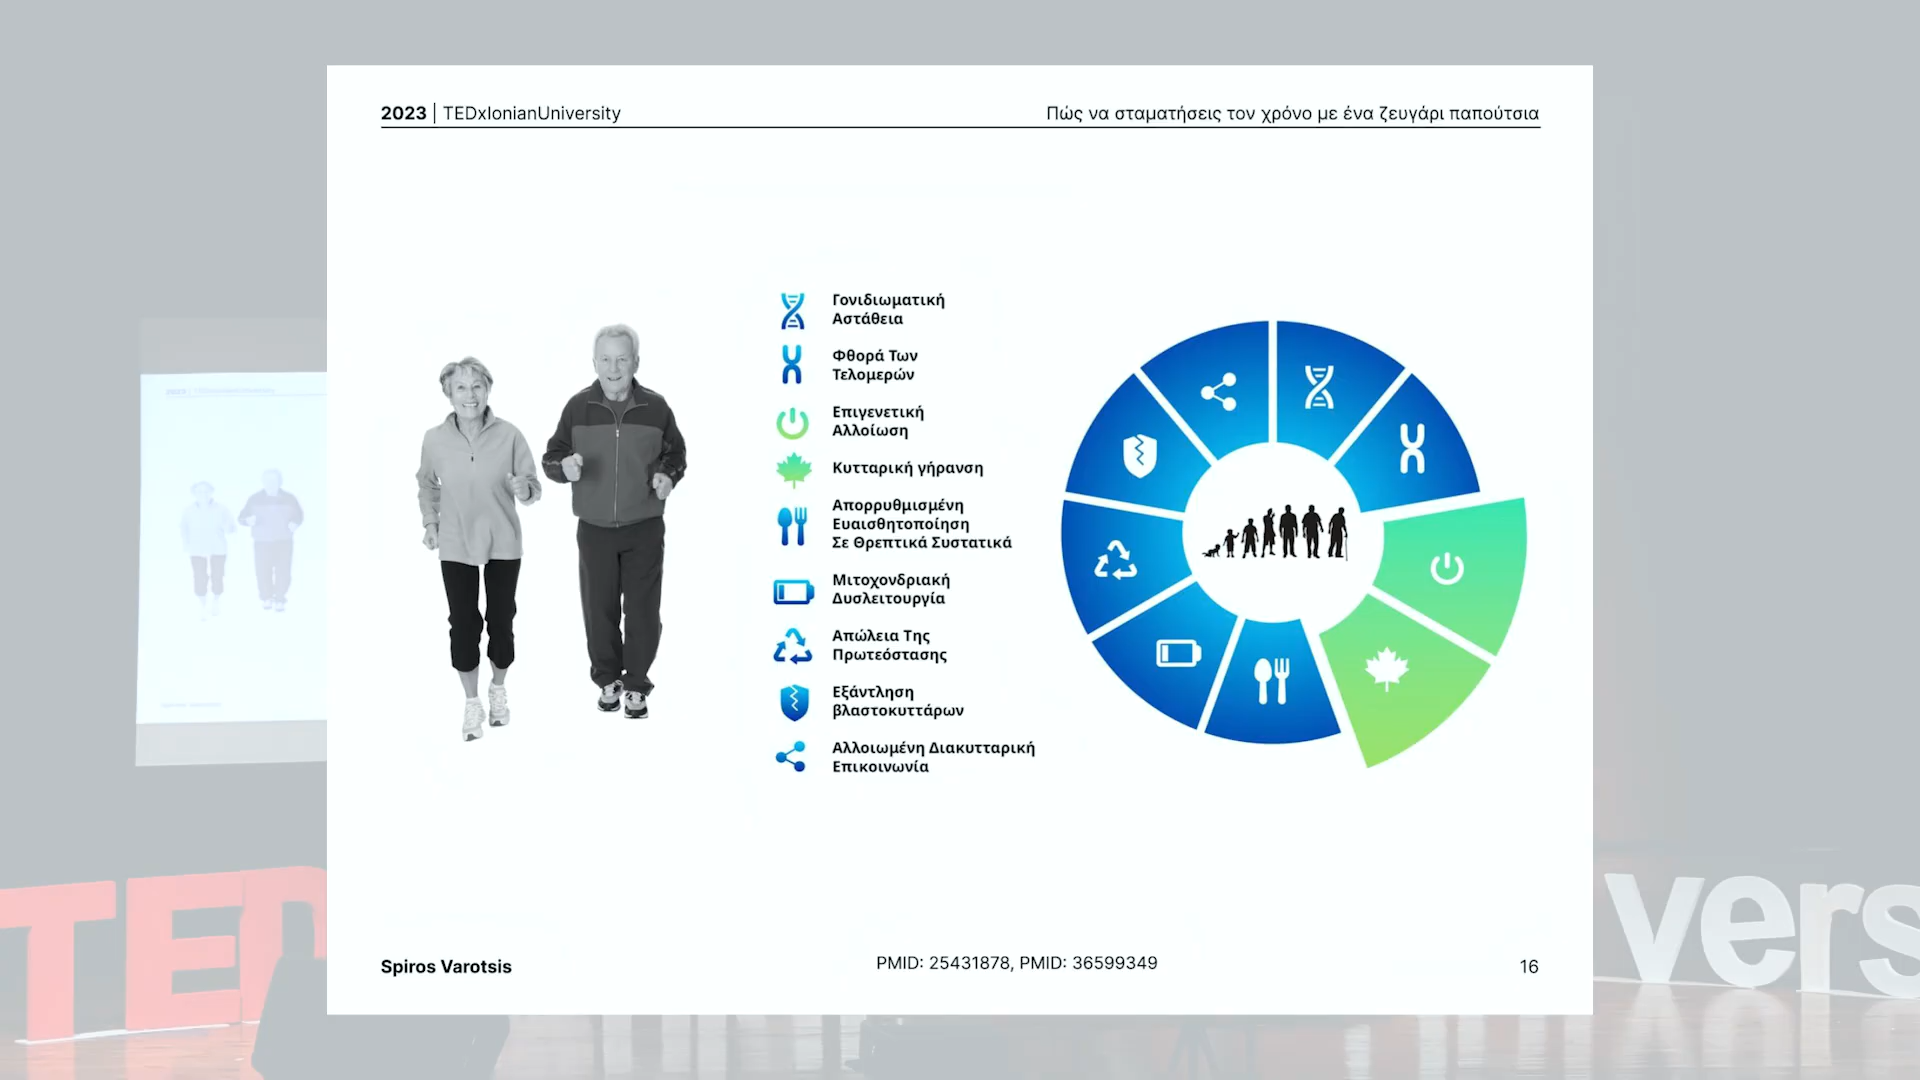 2023 | TEDxIonianUniversity
Πώς να σταματήσεις τον χρόνο με ένα ζευγάρι παπούτσια
Γονιδιωματική
Αστάθεια
Φθορά Των
Τελομερών
Επιγενετική
Αλλοίωση
Κυτταρική γήρανση
Απορρυθμισμένη
Ευαισθητοποίηση
Σε Θρεπτικά Συστατικά
Μιτοχονδριακή
Δυσλειτουργία
Απώλεια Της
Πρωτεόστασης
Εξάντληση
βλαστοκυττάρων
Αλλοιωμένη Διακυτταρική
Επικοινωνία
TED
vers
Spiros Varotsis
PMID: 25431878, PMID: 36599349
16